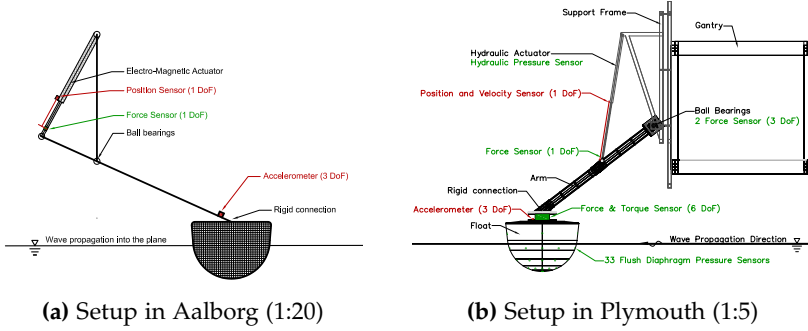 Electro-Magnetic Actuator
Position Sensor (1 DoF)
Force Sensor (1 DoF)
Ball bearings
Accelerometer (3 DoF)
Rigid connection
Wave propagation into the plane
(a) Setup in Aalborg (1:20)
Support Frame
Gantry
Hydraulic Actuator
Hydraulic Pressure Sensor
Position and Velocity Sensor (1 DoF)
Ball Bearings
2 Force Sensor (3 DoF)
Force Sensor (1 DoF)
Arm
Rigid connection
Accelerometer (3 DoF)
Force & Torque Sensor (6 DoF)
Float
Wave Propagation Direction
33 Flush Diaphragm Pressure Sensors
(b) Setup in Plymouth (1:5)